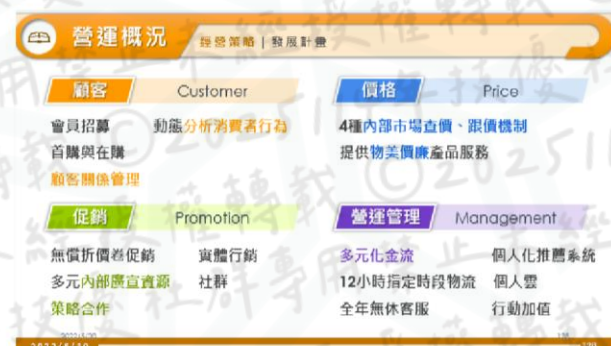 營運概況 經營策略 | 發展計畫
顧客 Customer
會員招募 動態分析消費者行為
首購與在購
顧客關係管理
價格 Price
4種內部市場查價、跟價機制
提供物美價廉產品服務
促銷 Promotion
無償折價卷促銷 實體行銷
多元內部廣宣資源 社群
策略合作
營運管理 Management
多元化金流 個人化推薦系統
12小時指定時段物流 個人雲
全年無休客服 行動加值